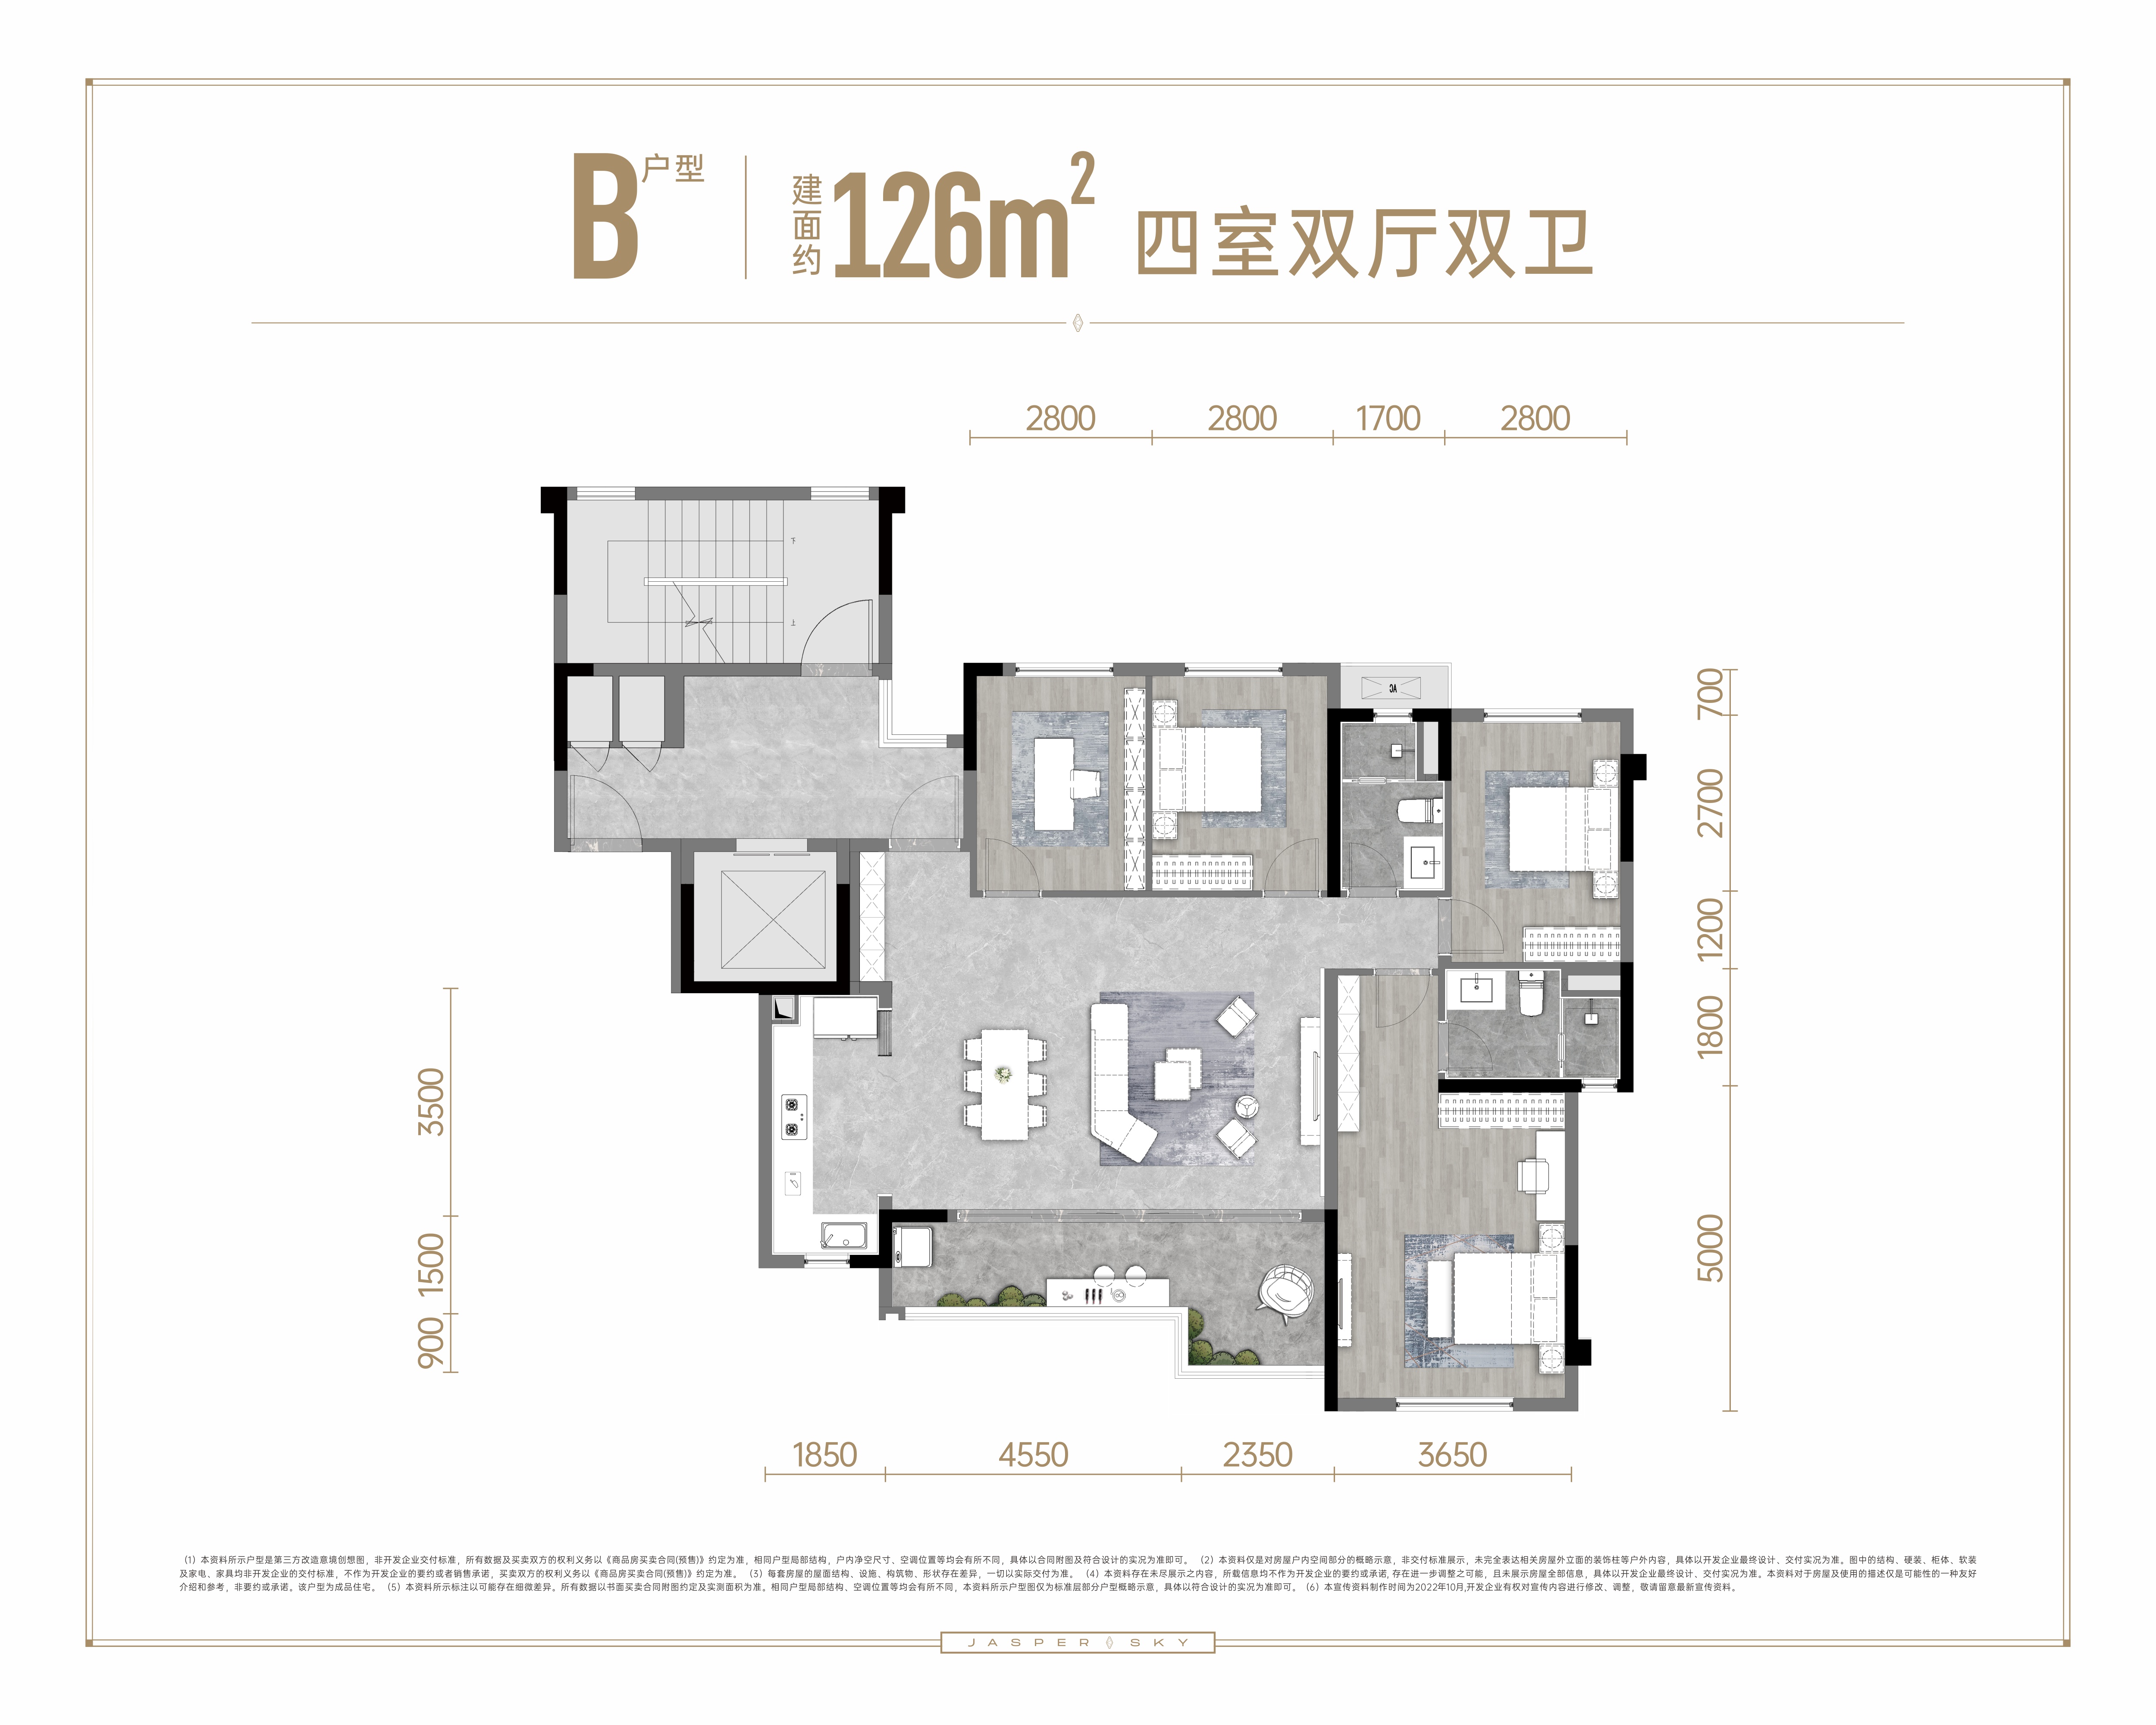 B户型
建面约126m²
四室双厅双卫
2800 2800 1700 2800
下
上
AC
700
2700
1200
1800
5000
3500
1500
900
1850 4550 2350 3650
（1）本资料所示户型是第三方改造意境创想图，非开发企业交付标准，所有数据及买卖双方的权利义务以《商品房买卖合同(预售)》约定为准，相同户型局部结构，户内净空尺寸、空调位置等均会有所不同，具体以合同附图及符合设计的实况为准即可。（2）本资料仅是对房屋户内空间部分的概略示意，非交付标准展示，未完全表达相关房屋外立面的装饰柱等户外内容，具体以开发企业最终设计、交付实况为准。图中的结构、硬装、柜体、软装
及家电、家具均非开发企业的交付标准，不作为开发企业的要约或者销售承诺，买卖双方的权利义务以《商品房买卖合同(预售)》约定为准。（3）每套房屋的屋面结构、设施、构筑物、形状存在差异，一切以实际交付为准。（4）本资料存在未尽展示之内容，所载信息均不作为开发企业的要约或承诺, 存在进一步调整之可能，且未展示房屋全部信息，具体以开发企业最终设计、交付实况为准。本资料对于房屋及使用的描述仅是可能性的一种友好
介绍和参考，非要约或承诺。该户型为成品住宅。（5）本资料所示标注以可能存在细微差异。所有数据以书面买卖合同附图约定及实测面积为准。相同户型局部结构、空调位置等均会有所不同，本资料所示户型图仅为标准层部分户型概略示意，具体以符合设计的实况为准即可。（6）本宣传资料制作时间为2022年10月,开发企业有权对宣传内容进行修改、调整，敬请留意最新宣传资料。
JASPER SKY